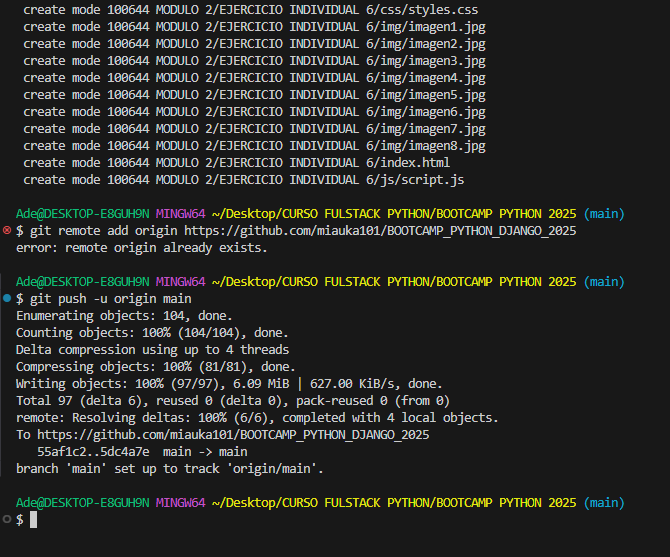 create mode 100644 MODULO 2/EJERCICIO INDIVIDUAL 6/css/styles.css
create mode 100644 MODULO 2/EJERCICIO INDIVIDUAL 6/img/imagen1.jpg
create mode 100644 MODULO 2/EJERCICIO INDIVIDUAL 6/img/imagen2.jpg
create mode 100644 MODULO 2/EJERCICIO INDIVIDUAL 6/img/imagen3.jpg
create mode 100644 MODULO 2/EJERCICIO INDIVIDUAL 6/img/imagen4.jpg
create mode 100644 MODULO 2/EJERCICIO INDIVIDUAL 6/img/imagen5.jpg
create mode 100644 MODULO 2/EJERCICIO INDIVIDUAL 6/img/imagen6.jpg
create mode 100644 MODULO 2/EJERCICIO INDIVIDUAL 6/img/imagen7.jpg
create mode 100644 MODULO 2/EJERCICIO INDIVIDUAL 6/img/imagen8.jpg
create mode 100644 MODULO 2/EJERCICIO INDIVIDUAL 6/index.html
create mode 100644 MODULO 2/EJERCICIO INDIVIDUAL 6/js/script.js
Ade@DESKTOP-E8GUH9N MINGW64 ~/Desktop/CURSO FULSTACK PYTHON/BOOTCAMP PYTHON 2025 (main)
$ git remote add origin https://github.com/miauka101/BOOTCAMP_PYTHON_DJANGO_2025
error: remote origin already exists.
Ade@DESKTOP-E8GUH9N MINGW64 ~/Desktop/CURSO FULSTACK PYTHON/BOOTCAMP PYTHON 2025 (main)
$ git push -u origin main
Enumerating objects: 104, done.
Counting objects: 100% (104/104), done.
Delta compression using up to 4 threads
Compressing objects: 100% (81/81), done.
Writing objects: 100% (97/97), 6.09 MiB | 627.00 KiB/s, done.
Total 97 (delta 6), reused 0 (delta 0), pack-reused 0 (from 0)
remote: Resolving deltas: 100% (6/6), completed with 4 local objects.
To https://github.com/miauka101/BOOTCAMP_PYTHON_DJANGO_2025
55af1c2..5dc4a7e  main -> main
branch 'main' set up to track 'origin/main'.
Ade@DESKTOP-E8GUH9N MINGW64 ~/Desktop/CURSO FULSTACK PYTHON/BOOTCAMP PYTHON 2025 (main)
$